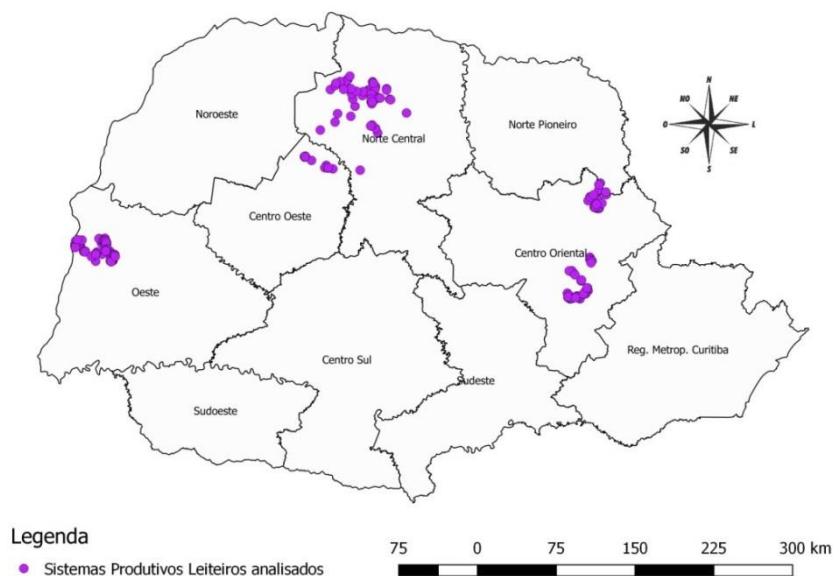 Noroeste
Norte Central
Norte Pioneiro
N
NO
NE
O
L
SO
SE
S
Centro Oeste
Centro Oriental
Oeste
Centro Sul
Reg. Metrop. Curitiba
Sudeste
Sudoeste
Legenda
Sistemas Produtivos Leiteiros analisados
75 0 75 150 225 300 km